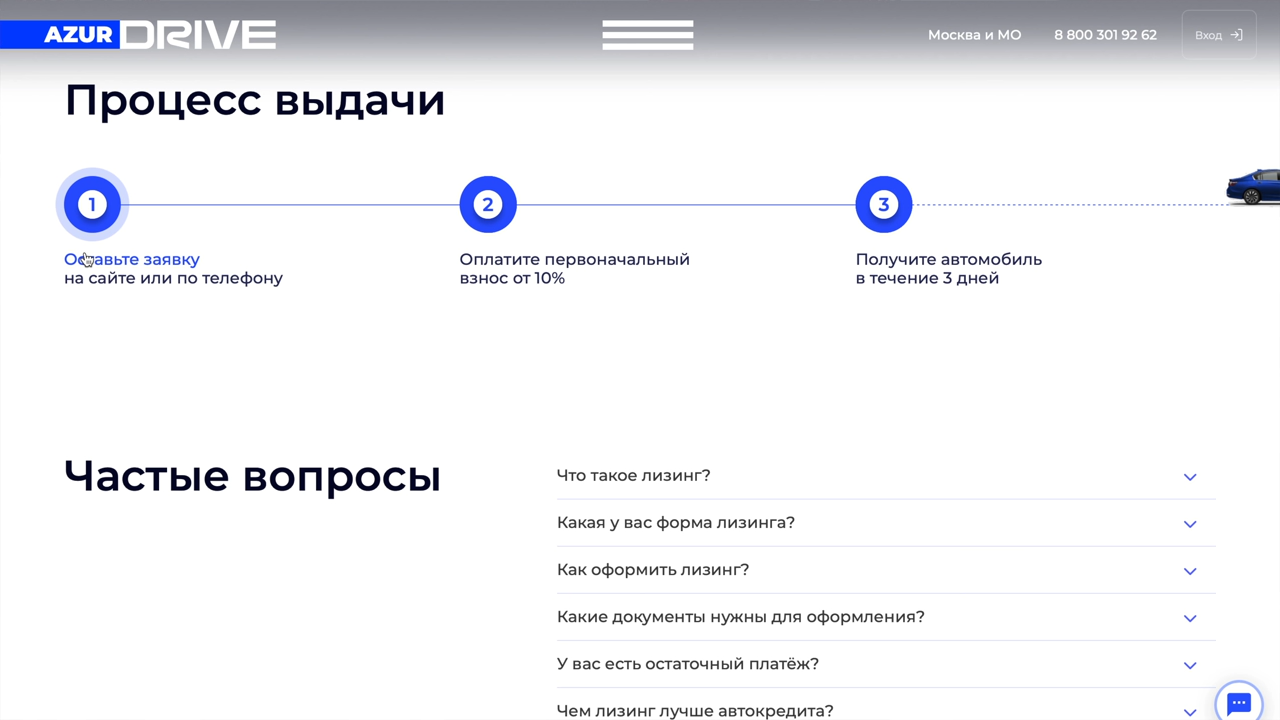 AZUR DRIVE
Москва и МО
8 800 301 92 62
Вход
Процесс выдачи
1
2
3
Оставьте заявку
на сайте или по телефону
Оплатите первоначальный
взнос от 10%
Получите автомобиль
в течение 3 дней
Частые вопросы
Что такое лизинг?
Какая у вас форма лизинга?
Как оформить лизинг?
Какие документы нужны для оформления?
У вас есть остаточный платёж?
Чем лизинг лучше автокредита?